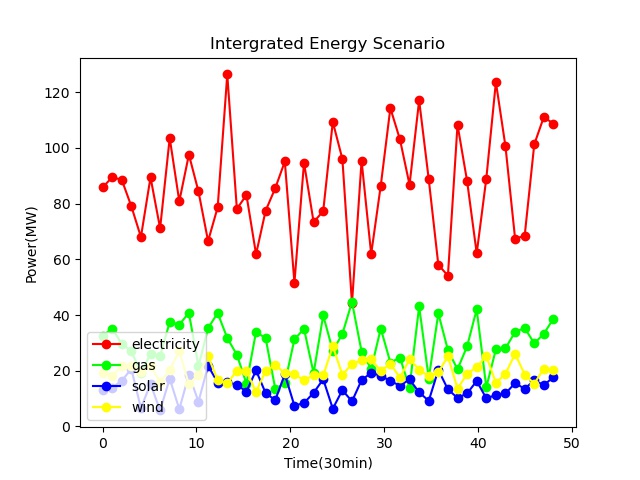 Intergrated Energy Scenario
Power(MW)
120
100
80
60
40
20
0
electricity
gas
solar
wind
0 10 20 30 40 50
Time(30min)